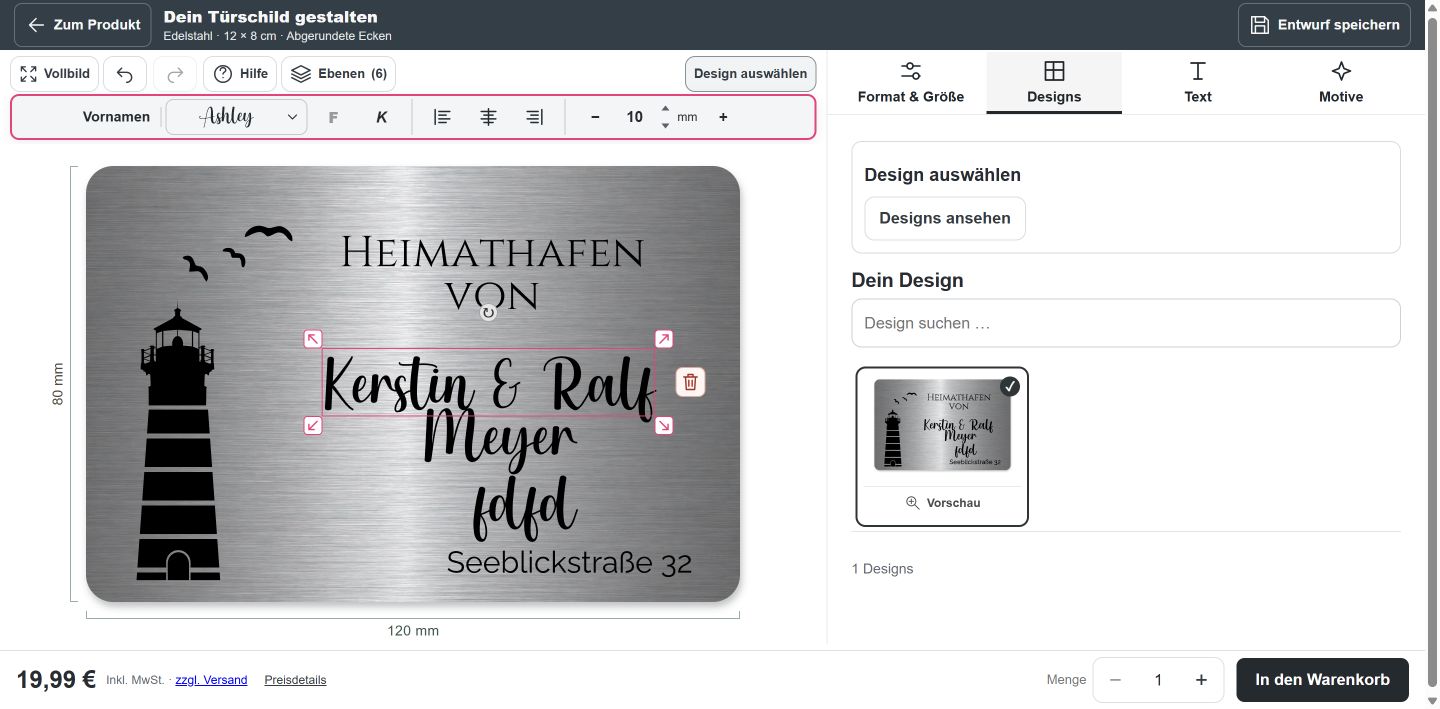 Zum Produkt
Dein Türschild gestalten
Edelstahl · 12 × 8 cm · Abgerundete Ecken
Entwurf speichern
Vollbild
Hilfe
Ebenen (6)
Design auswählen
Vornamen
Ashley
F
K
10
mm
Heimathafen
von
Kerstin & Ralf
Meyer
fdfd
Seeblickstraße 32
80 mm
120 mm
Format & Größe
Designs
Text
Motive
Design auswählen
Designs ansehen
Dein Design
Design suchen …
Heimathafen
von
Kerstin & Ralf
Meyer
fdfd
Seeblickstraße 32
Vorschau
1 Designs
19,99 €
Inkl. MwSt. · zzgl. Versand
Preisdetails
Menge
− 1 +
In den Warenkorb